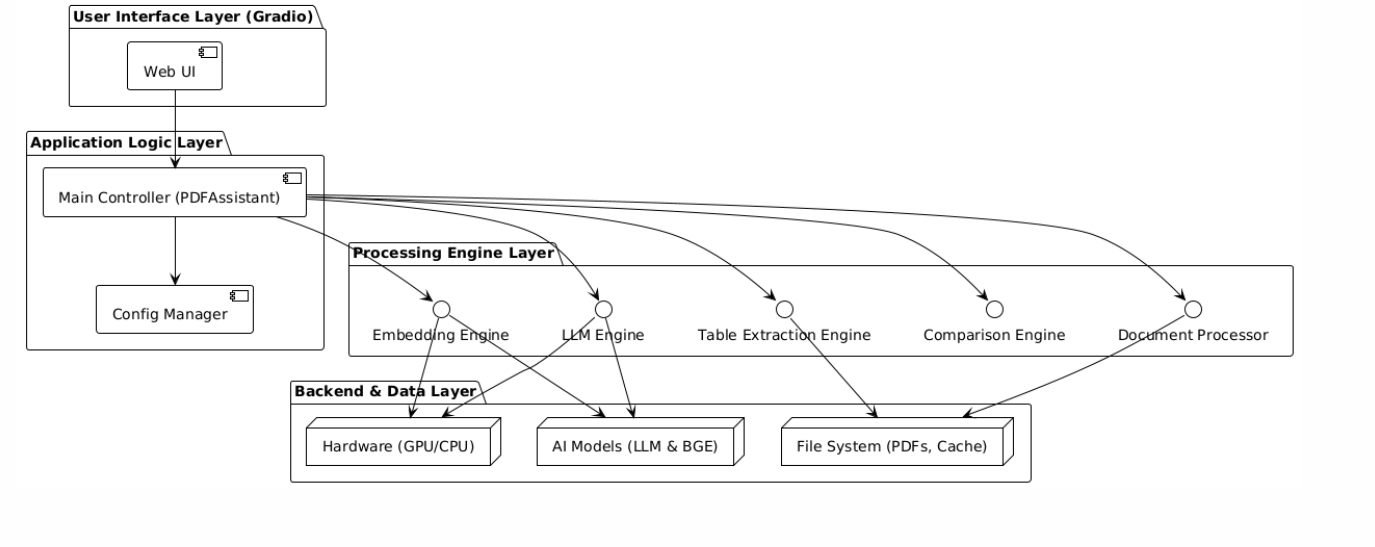 User Interface Layer (Gradio)
Web UI
Application Logic Layer
Main Controller (PDFAssistant)
Config Manager
Processing Engine Layer
Embedding Engine
LLM Engine
Table Extraction Engine
Comparison Engine
Document Processor
Backend & Data Layer
Hardware (GPU/CPU)
AI Models (LLM & BGE)
File System (PDFs, Cache)